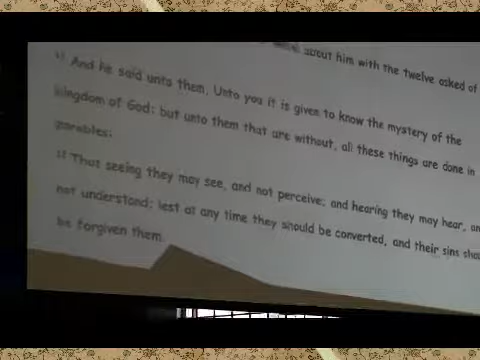 about him with the twelve asked of
11 And he said unto them, Unto you it is given to know the mystery of the
kingdom of God: but unto them that are without, all these things are done in
parables:
12 That seeing they may see, and not perceive; and hearing they may hear, an
not understand; lest at any time they should be converted, and their sins sho
be forgiven them.